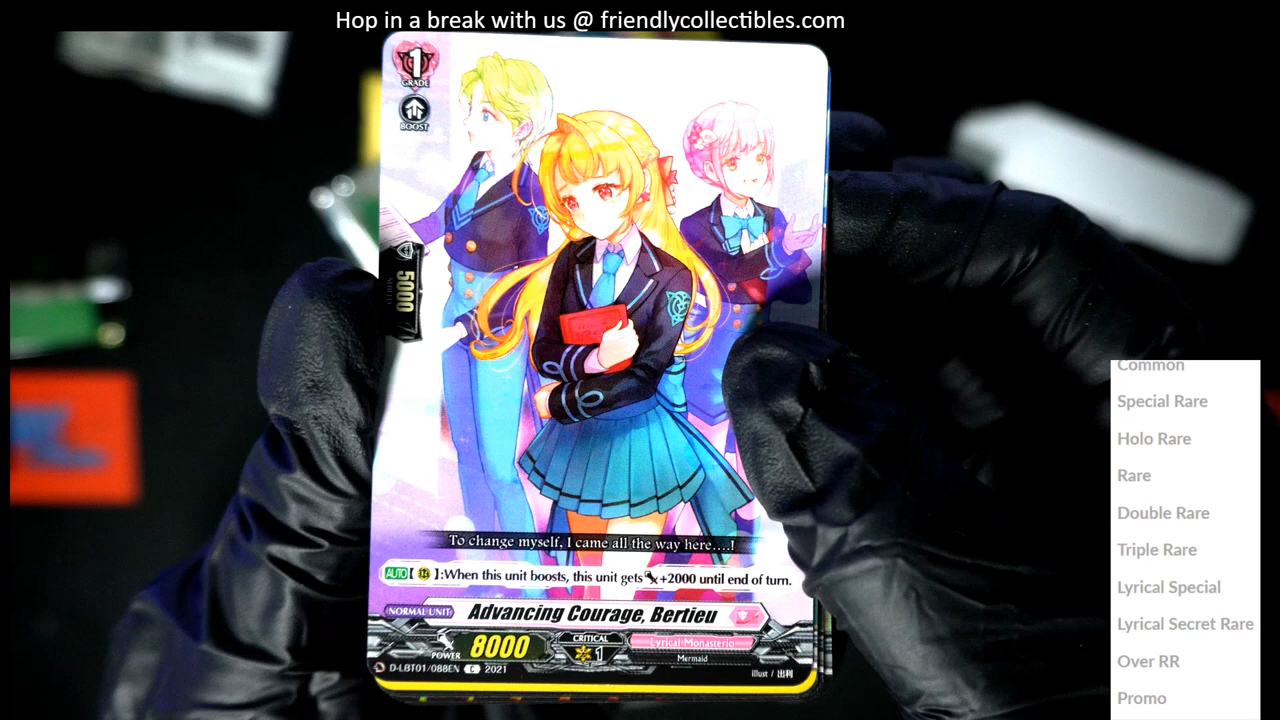 Hop in a break with us @ friendlycollectibles.com
1
GRADE
BOOST
5000
To change myself, I came all the way here....!
AUTO【 】:When this unit boosts, this unit gets +2000 until end of turn.
NORMAL UNIT
Advancing Courage, Bertieu
POWER
8000
CRITICAL
1
Lyrical Monasterio
Mermaid
D-LBT01/088EN C 2021
illust / 出利
Common
Special Rare
Holo Rare
Rare
Double Rare
Triple Rare
Lyrical Special
Lyrical Secret Rare
Over RR
Promo